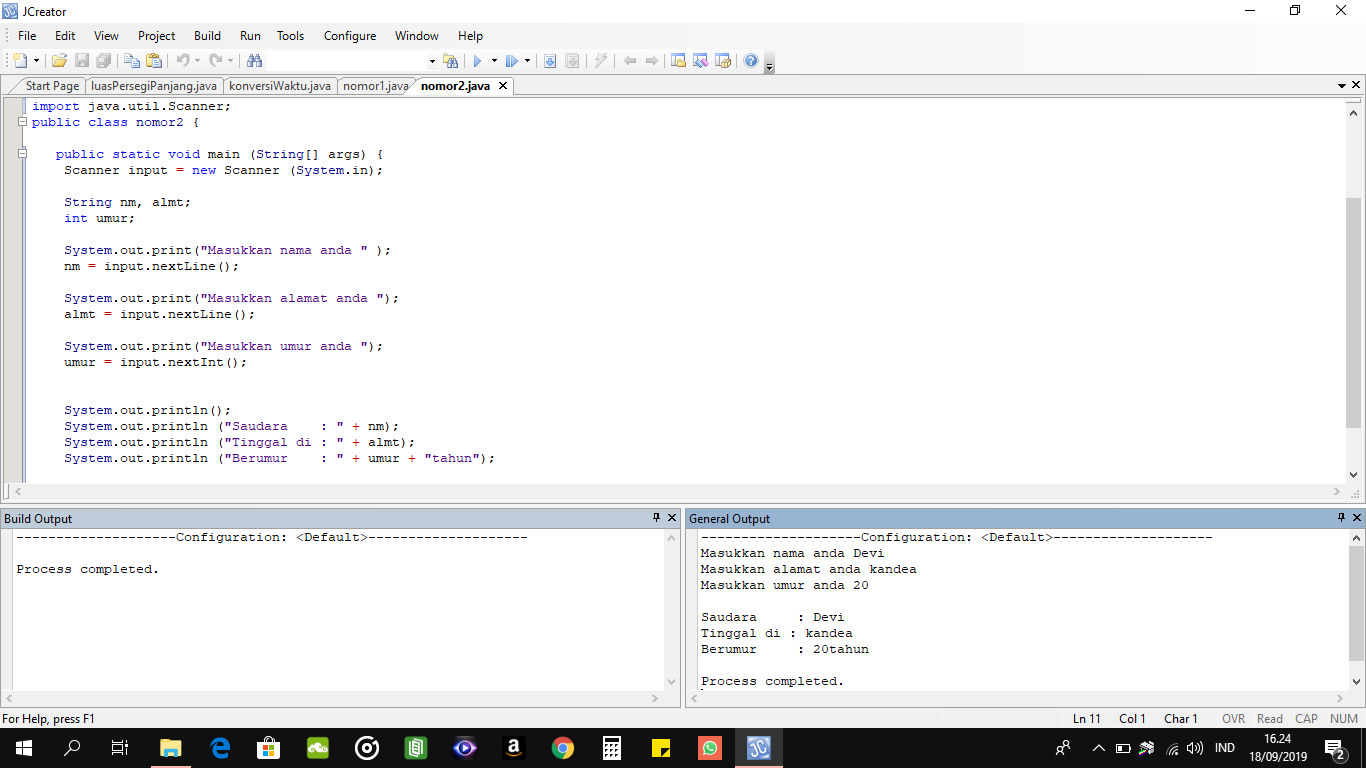 JCreator
File Edit View Project Build Run Tools Configure Window Help
Start Page luasPersegiPanjang.java konversiWaktu.java nomor1.java nomor2.java
import java.util.Scanner;
public class nomor2 {
public static void main (String[] args) {
Scanner input = new Scanner (System.in);
String nm, almt;
int umur;
System.out.print("Masukkan nama anda " );
nm = input.nextLine();
System.out.print("Masukkan alamat anda ");
almt = input.nextLine();
System.out.print("Masukkan umur anda ");
umur = input.nextInt();
System.out.println();
System.out.println ("Saudara    : " + nm);
System.out.println ("Tinggal di : " + almt);
System.out.println ("Berumur    : " + umur + "tahun");
Build Output
--------------------Configuration: <Default>--------------------
Process completed.
General Output
--------------------Configuration: <Default>--------------------
Masukkan nama anda Devi
Masukkan alamat anda kandea
Masukkan umur anda 20
Saudara     : Devi
Tinggal di : kandea
Berumur     : 20tahun
Process completed.
For Help, press F1
Ln 11 Col 1 Char 1 OVR Read CAP NUM
IND
16.24
18/09/2019
2